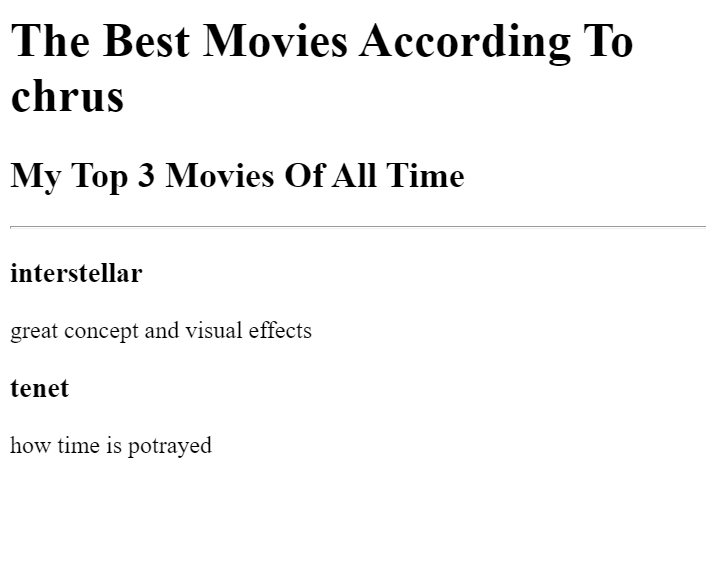 The Best Movies According To
chrus
My Top 3 Movies Of All Time
interstellar
great concept and visual effects
tenet
how time is potrayed